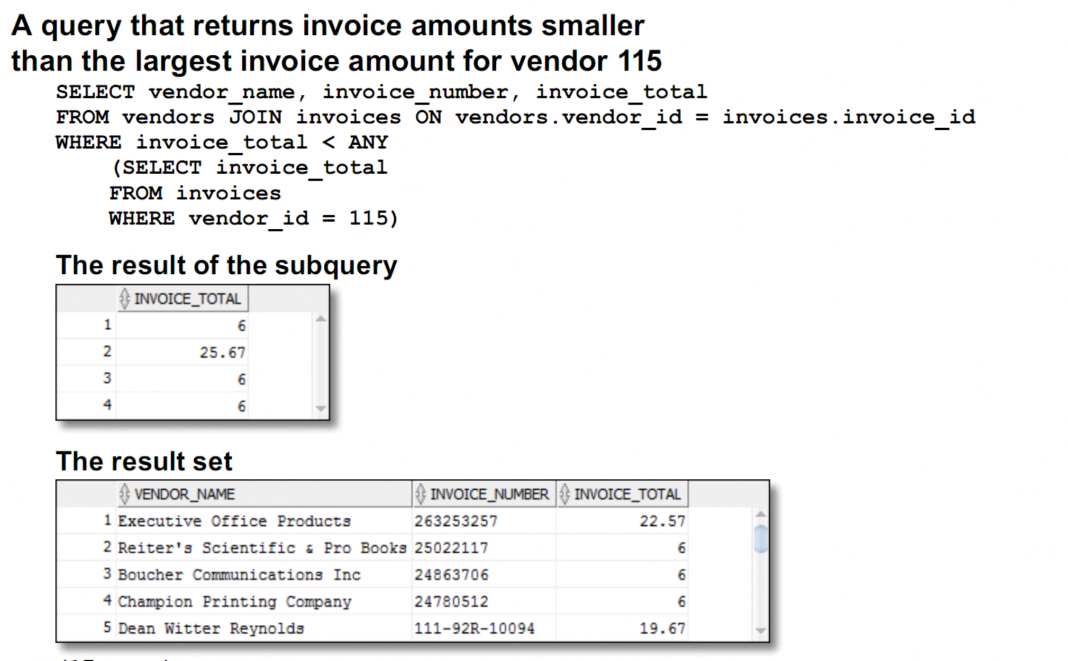 A query that returns invoice amounts smaller
than the largest invoice amount for vendor 115
SELECT vendor_name, invoice_number, invoice_total
FROM vendors JOIN invoices ON vendors.vendor_id = invoices.invoice_id
WHERE invoice_total < ANY
(SELECT invoice_total
FROM invoices
WHERE vendor_id = 115)
The result of the subquery
INVOICE_TOTAL
1 6
2 25.67
3 6
4 6
The result set
VENDOR_NAME INVOICE_NUMBER INVOICE_TOTAL
1 Executive Office Products 263253257 22.57
2 Reiter's Scientific & Pro Books 25022117 6
3 Boucher Communications Inc 24863706 6
4 Champion Printing Company 24780512 6
5 Dean Witter Reynolds 111-92R-10094 19.67